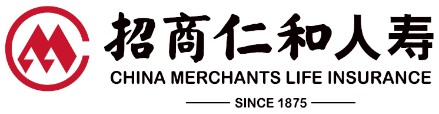 招商仁和人寿
CHINA MERCHANTS LIFE INSURANCE
SINCE 1875